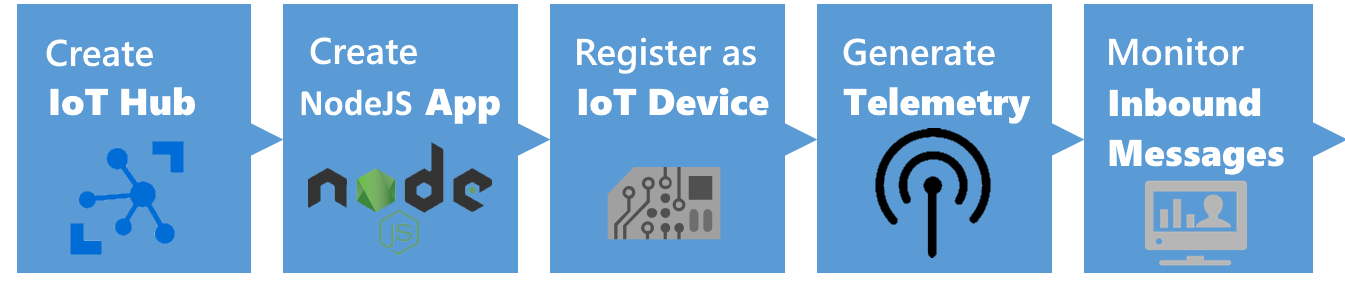 Create
IoT Hub
Create
NodeJS App
node
JS
Register as
IoT Device
Generate
Telemetry
Monitor
Inbound
Messages